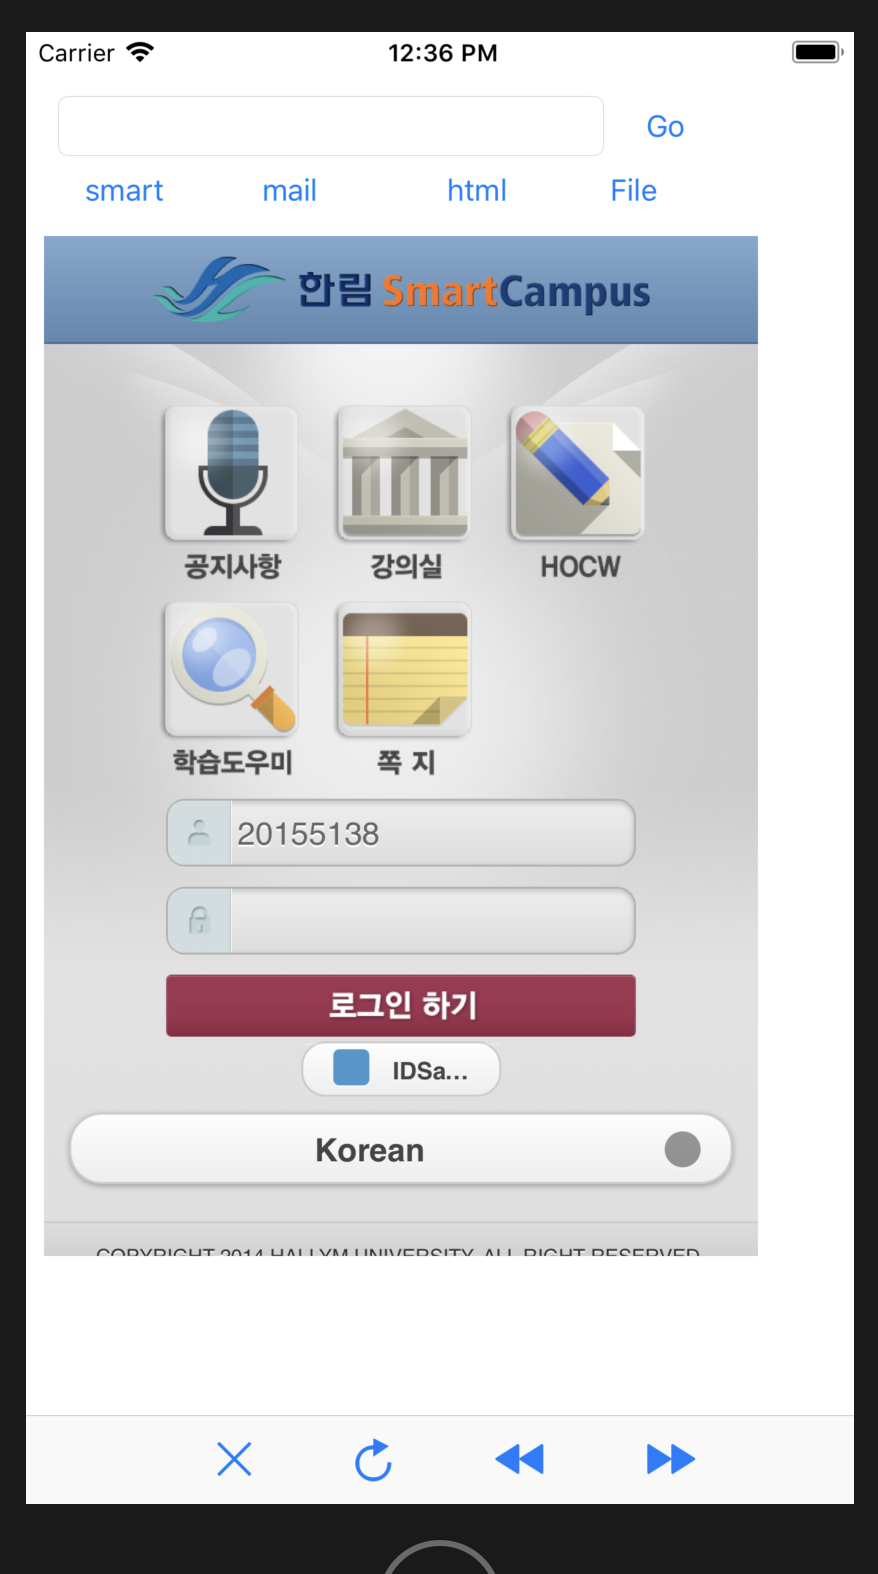 Carrier 12:36 PM
Go
smart mail html File
한림 SmartCampus
공지사항 강의실 HOCW
학습도우미 쪽 지
20155138
로그인 하기
IDSa...
Korean
COPYRIGHT 2014 HALLYM UNIVERSITY. ALL RIGHT RESERVED